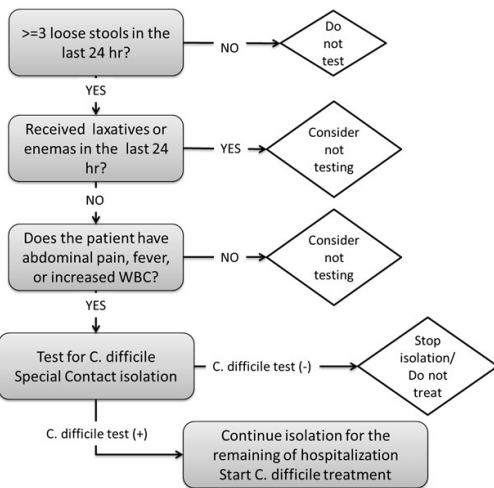 >=3 loose stools in the
last 24 hr?
NO
Do
not
test
YES
Received laxatives or
enemas in the last 24
hr?
YES
Consider
not
testing
NO
Does the patient have
abdominal pain, fever,
or increased WBC?
NO
Consider
not
testing
YES
Test for C. difficile
Special Contact isolation
C. difficile test (-)
Stop
isolation/
Do not
treat
C. difficile test (+)
Continue isolation for the
remaining of hospitalization
Start C. difficile treatment